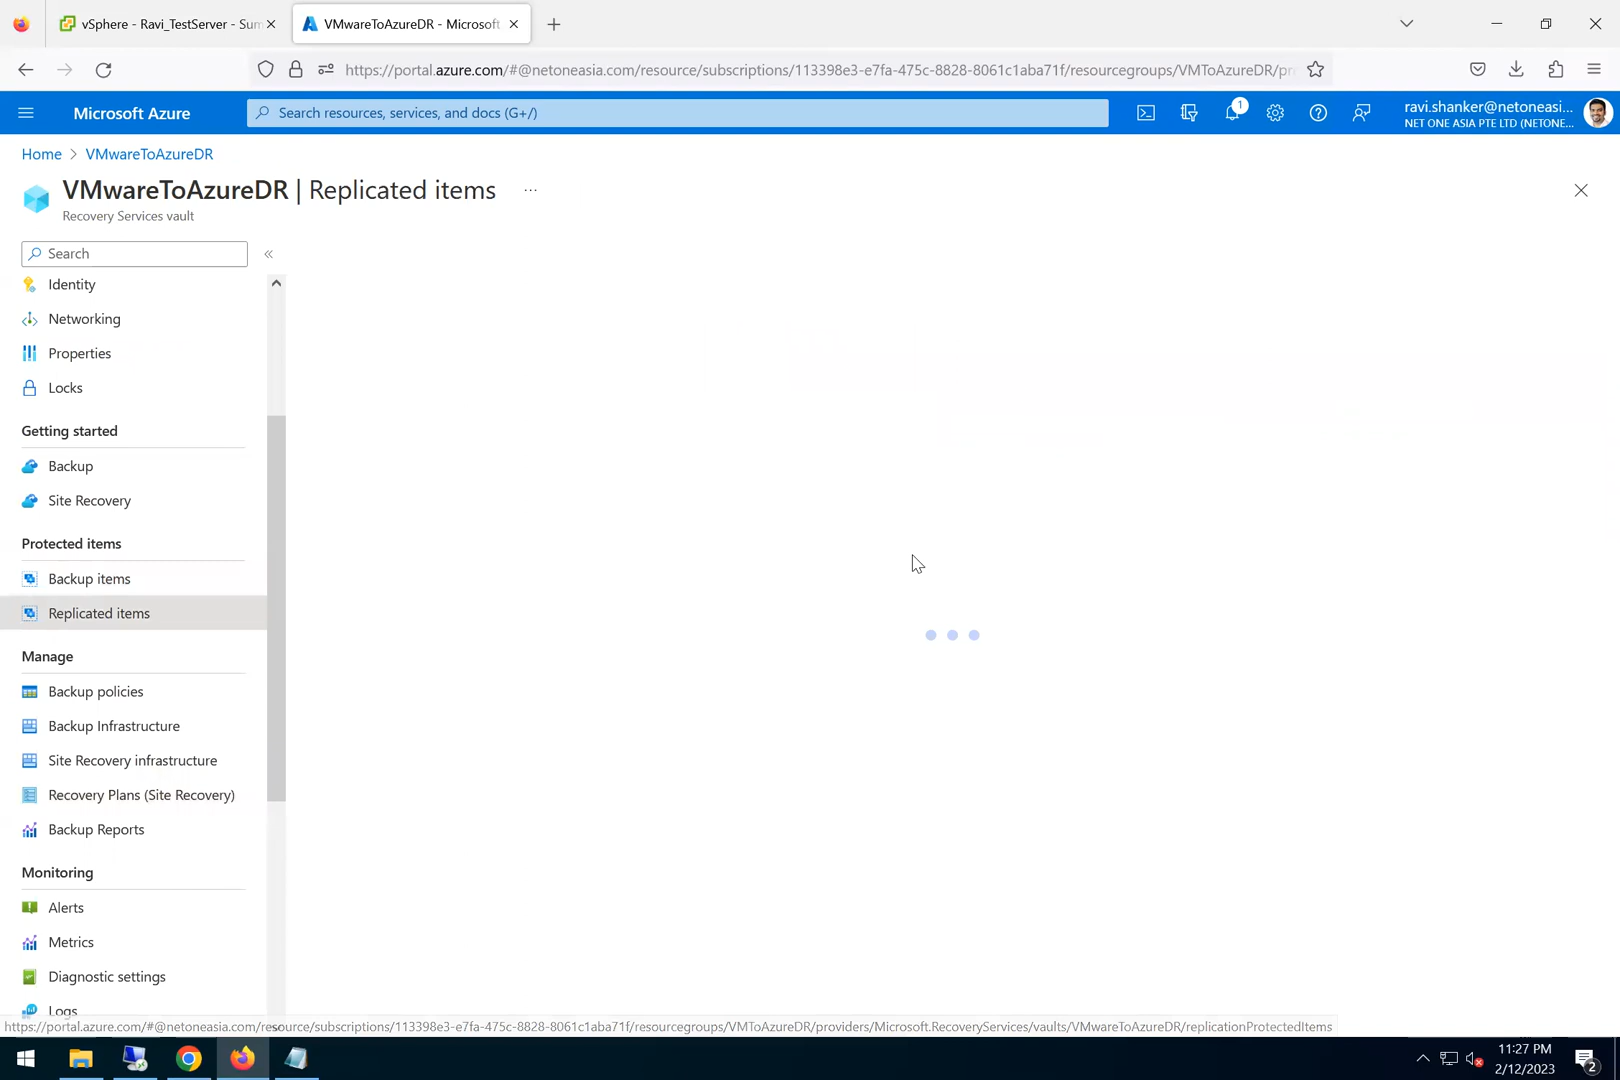 vSphere - Ravi_TestServer - Sum
VMwareToAzureDR - Microsoft
https://portal.azure.com/#@netoneasia.com/resource/subscriptions/113398e3-e7fa-475c-8828-8061c1aba71f/resourcegroups/VMToAzureDR/pr
Microsoft Azure
Search resources, services, and docs (G+/)
1
ravi.shanker@netoneasi...
NET ONE ASIA PTE LTD (NETONE...
Home > VMwareToAzureDR
VMwareToAzureDR | Replicated items ...
Recovery Services vault
Search
«
Identity
Networking
Properties
Locks
Getting started
Backup
Site Recovery
Protected items
Backup items
Replicated items
Manage
Backup policies
Backup Infrastructure
Site Recovery infrastructure
Recovery Plans (Site Recovery)
Backup Reports
Monitoring
Alerts
Metrics
Diagnostic settings
Logs
https://portal.azure.com/#@netoneasia.com/resource/subscriptions/113398e3-e7fa-475c-8828-8061c1aba71f/resourcegroups/VMToAzureDR/providers/Microsoft.RecoveryServices/vaults/VMwareToAzureDR/replicationProtectedItems
11:27 PM
2/12/2023
2